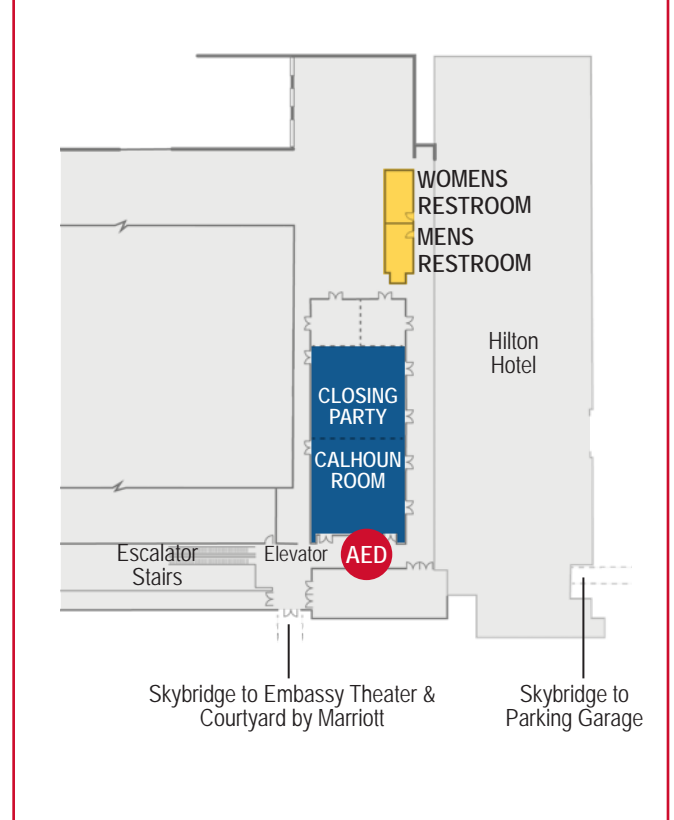 WOMENS
RESTROOM
MENS
RESTROOM
Hilton
Hotel
CLOSING
PARTY
CALHOUN
ROOM
Escalator
Stairs
Elevator
AED
Skybridge to Embassy Theater &
Courtyard by Marriott
Skybridge to
Parking Garage